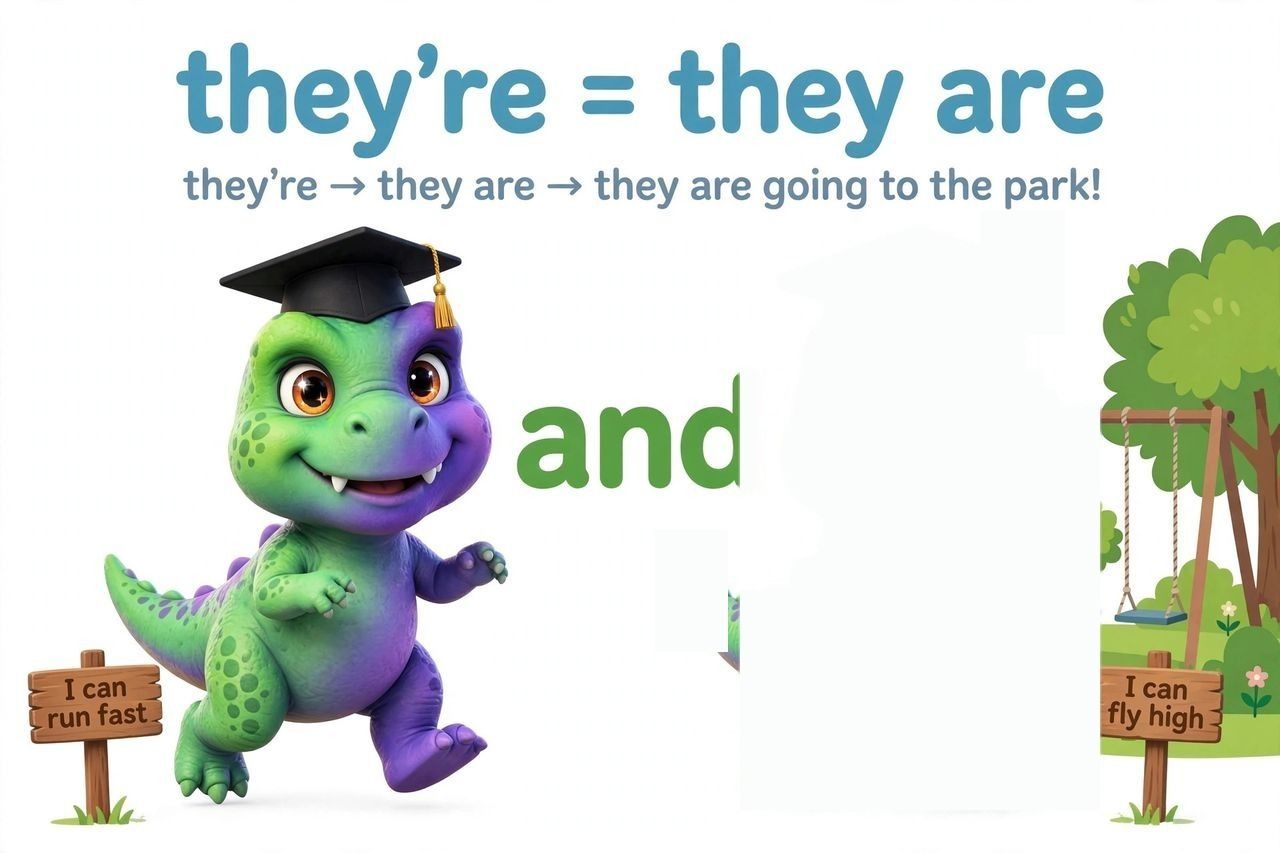 they’re = they are
they’re → they are → they are going to the park!
and
I can
run fast
I can
fly high